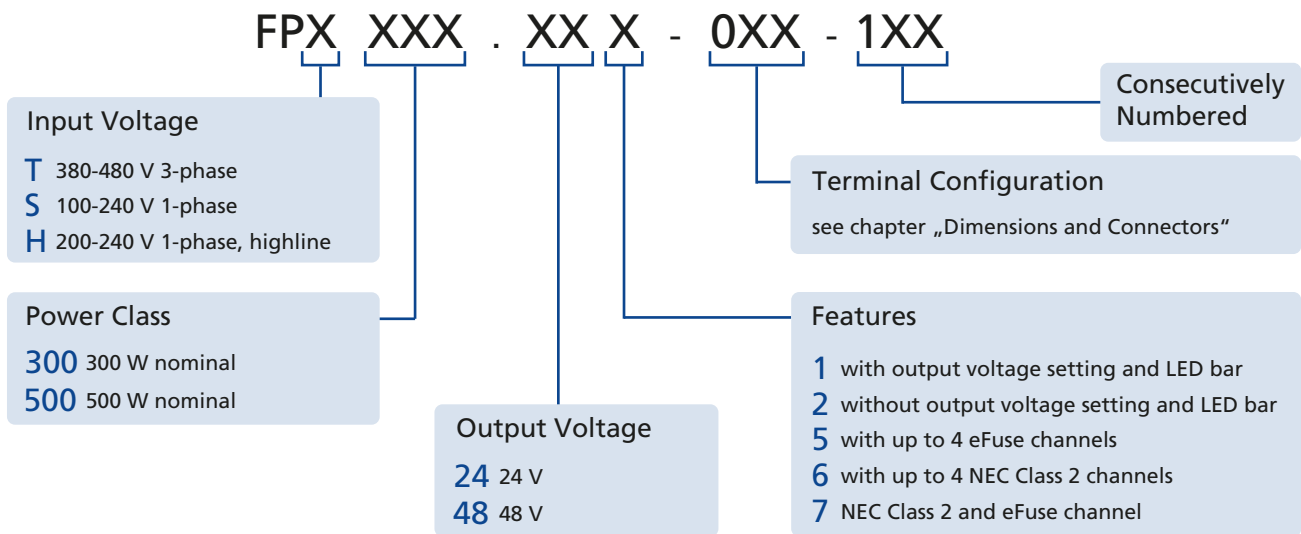 FPX XXX . XX X - 0XX - 1XX
Consecutively
Numbered
Input Voltage
T 380-480 V 3-phase
S 100-240 V 1-phase
H 200-240 V 1-phase, highline
Terminal Configuration
see chapter „Dimensions and Connectors“
Power Class
300 300 W nominal
500 500 W nominal
Output Voltage
24 24 V
48 48 V
Features
1 with output voltage setting and LED bar
2 without output voltage setting and LED bar
5 with up to 4 eFuse channels
6 with up to 4 NEC Class 2 channels
7 NEC Class 2 and eFuse channel